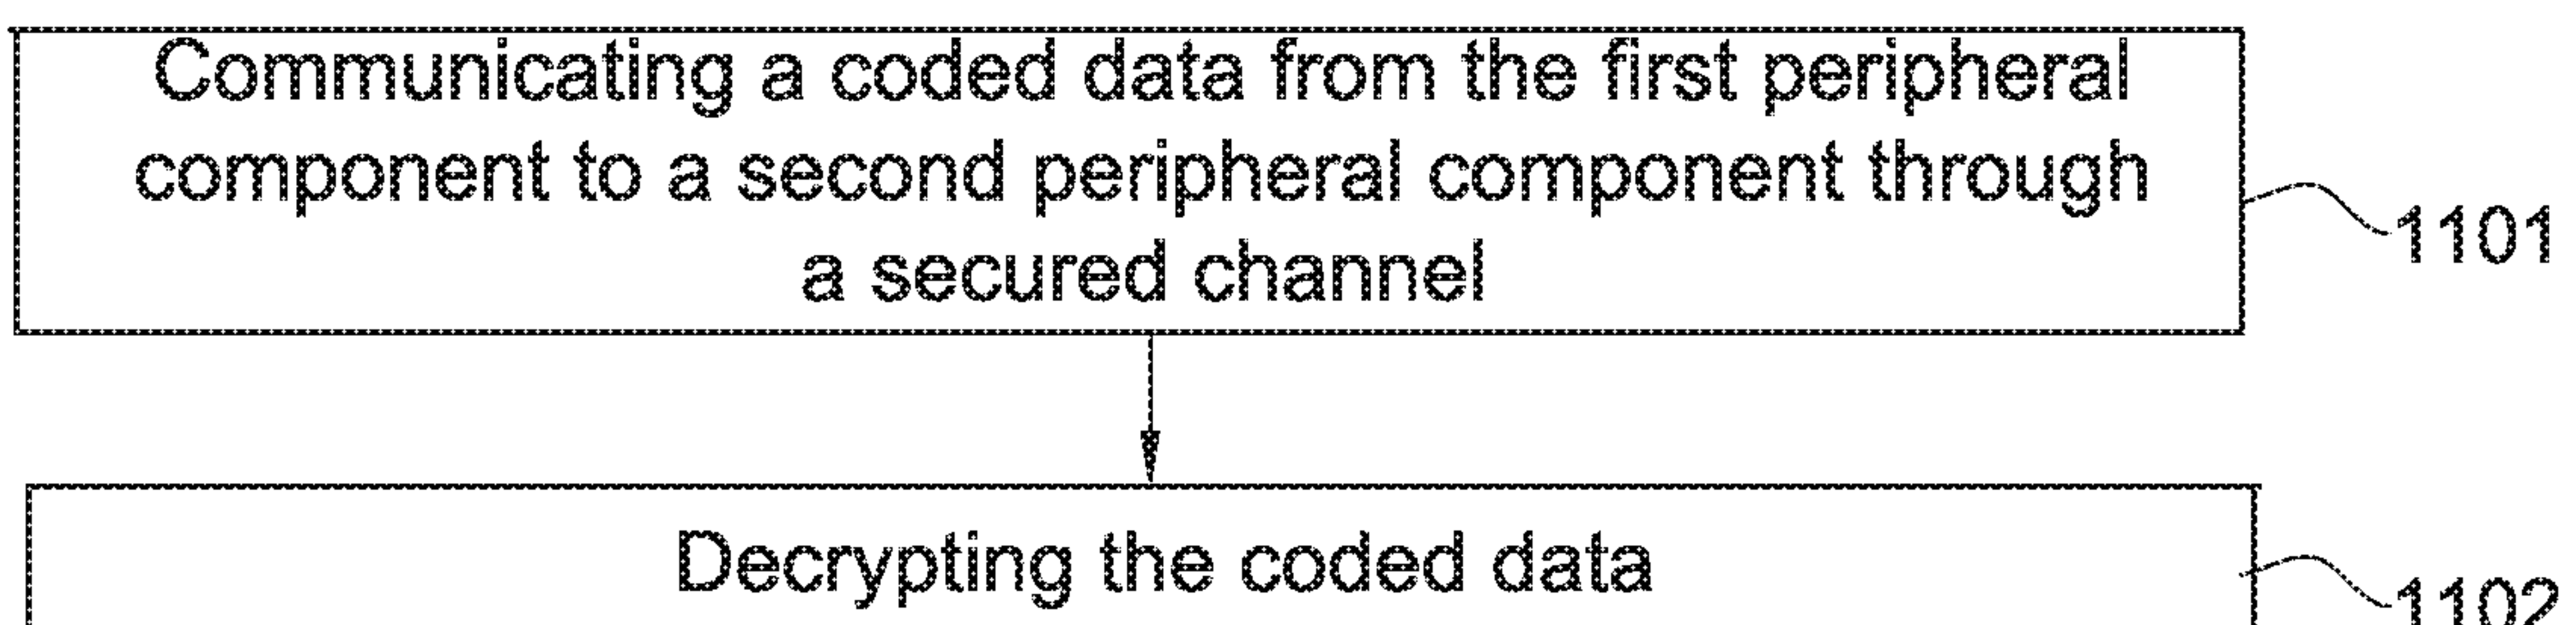 Communicating a coded data from the first peripheral
component to a second peripheral component through
a secured channel
1101
Decrypting the coded data
1102